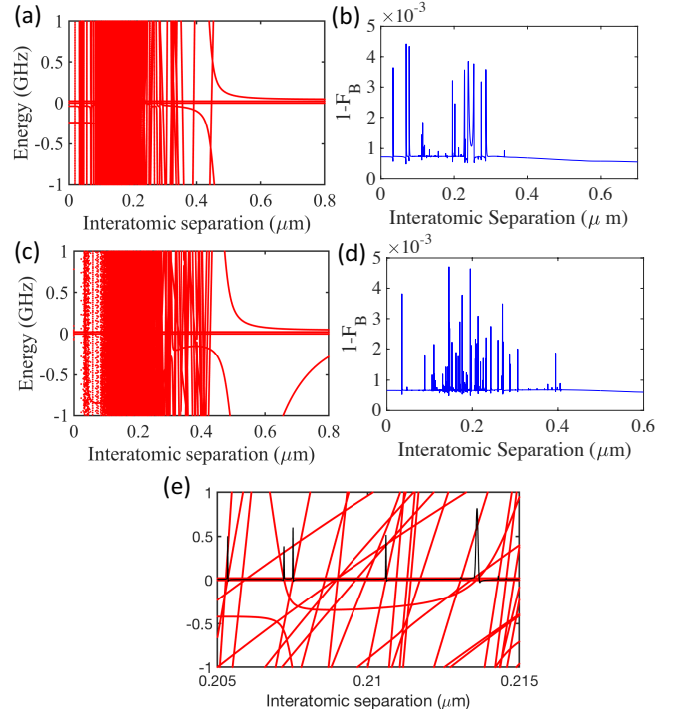 (a)
1
0.5
0
-0.5
-1
Energy (GHz)
0 0.2 0.4 0.6 0.8
Interatomic separation (μm)
(b)
×10⁻³
5
4
3
2
1
0
1-F_B
0 0.2 0.4 0.6
Interatomic Separation (μ m)
(c)
1
0.5
0
-0.5
-1
Energy (GHz)
0 0.2 0.4 0.6 0.8
Interatomic separation (μm)
(d)
×10⁻³
5
4
3
2
1
0
1-F_B
0 0.2 0.4 0.6
Interatomic Separation (μm)
(e)
1
0.5
0
-0.5
-1
0.205 0.21 0.215
Interatomic separation (μm)